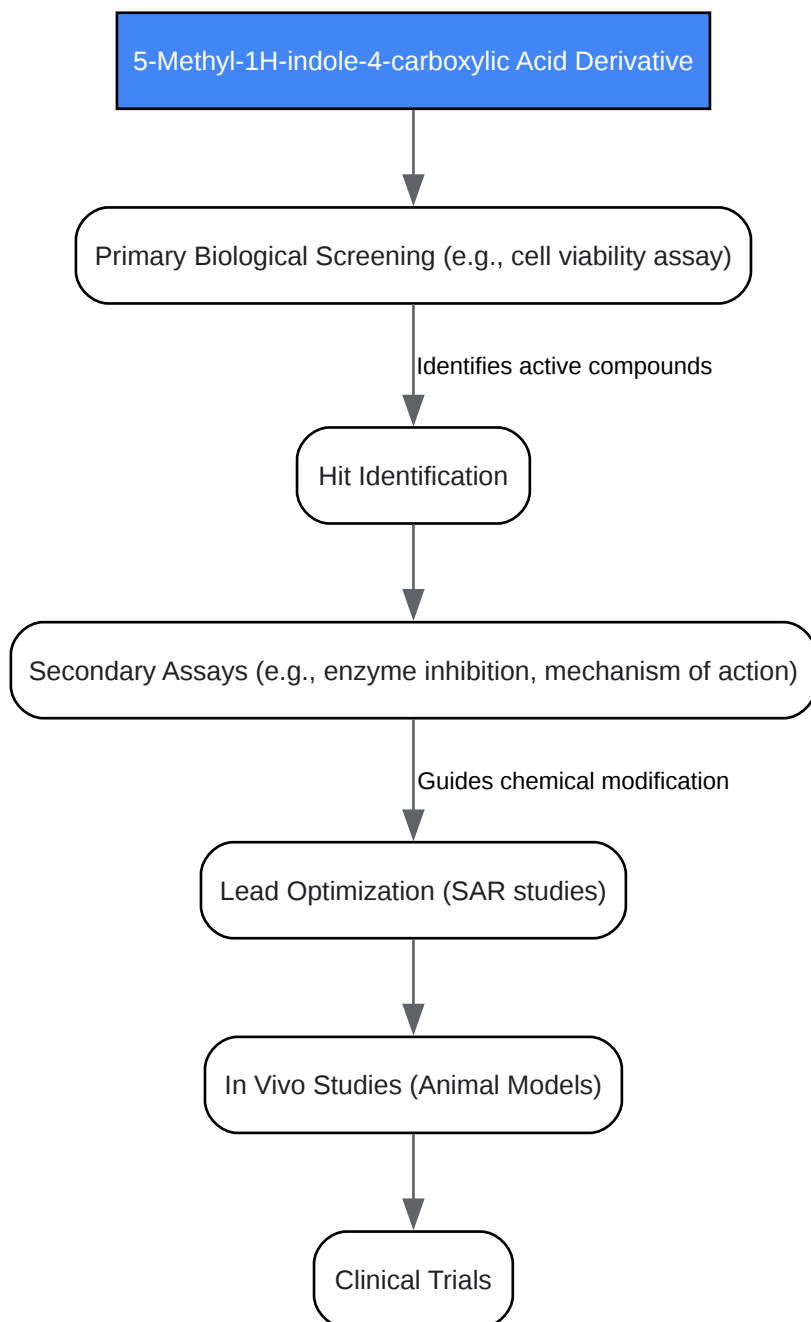 5-Methyl-1H-indole-4-carboxylic Acid Derivative
Primary Biological Screening (e.g., cell viability assay)
Identifies active compounds
Hit Identification
Secondary Assays (e.g., enzyme inhibition, mechanism of action)
Guides chemical modification
Lead Optimization (SAR studies)
In Vivo Studies (Animal Models)
Clinical Trials